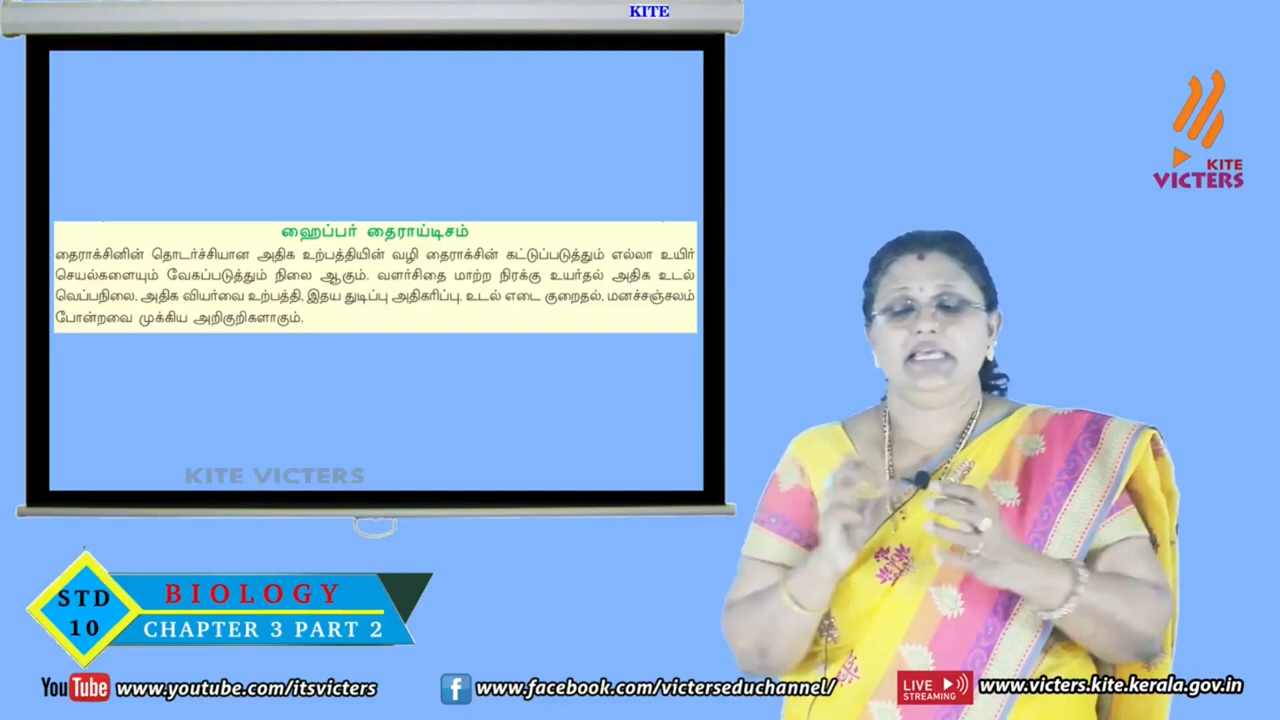 KITE
KITE
VICTERS
ஹைப்பர் தைராய்டிசம்
தைராக்சினின் தொடர்ச்சியான அதிக உற்பத்தியின் வழி தைராக்சின் கட்டுப்படுத்தும் எல்லா உயிர்
செயல்களையும் வேகப்படுத்தும் நிலை ஆகும். வளர்சிதை மாற்ற நிரக்கு உயர்தல் அதிக உடல்
வெப்பநிலை, அதிக வியர்வை உற்பத்தி, இதய துடிப்பு அதிகரிப்பு, உடல் எடை குறைதல், மனச்சஞ்சலம்
போன்றவை முக்கிய அறிகுறிகளாகும்.
KITE VICTERS
STD
10
BIOLOGY
CHAPTER 3 PART 2
YouTube www.youtube.com/itsvicters
f www.facebook.com/victerseduchannel/
LIVE
STREAMING
www.victers.kite.kerala.gov.in